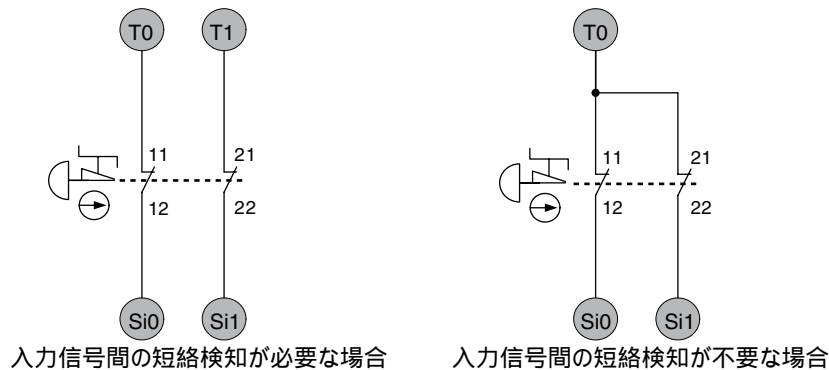 T0 T1 T0
11 21 11 21
12 22 12 22
Si0 Si1 Si0 Si1
入力信号間の短絡検知が必要な場合 入力信号間の短絡検知が不要な場合